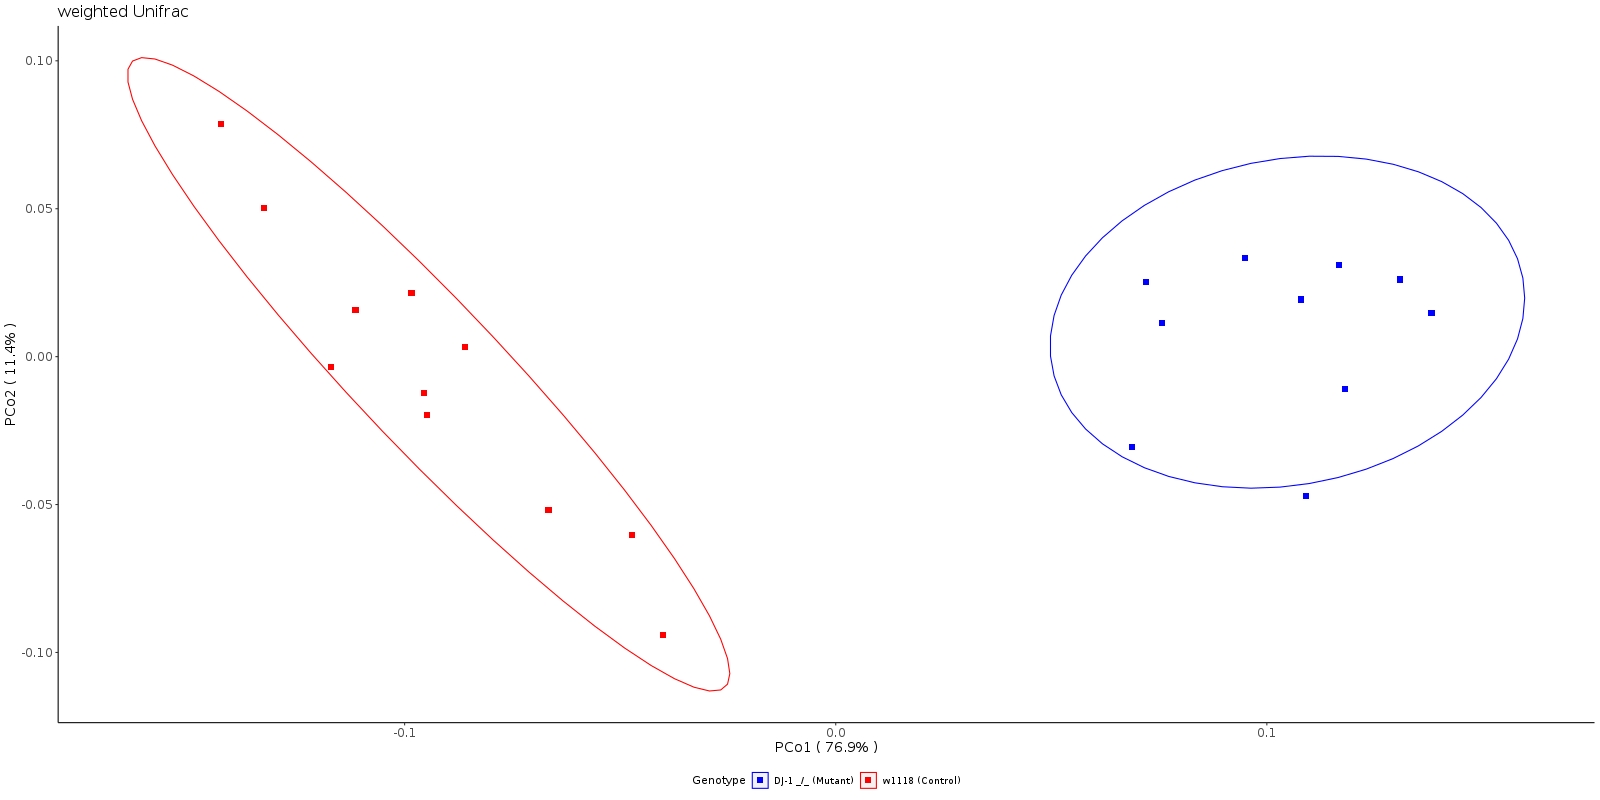 weighted Unifrac
0.10
0.05
0.00
-0.05
-0.10
PCo2 ( 11.4% )
-0.1 0.0 0.1
PCo1 ( 76.9% )
Genotype DJ-1 _/_ (Mutant) w1118 (Control)